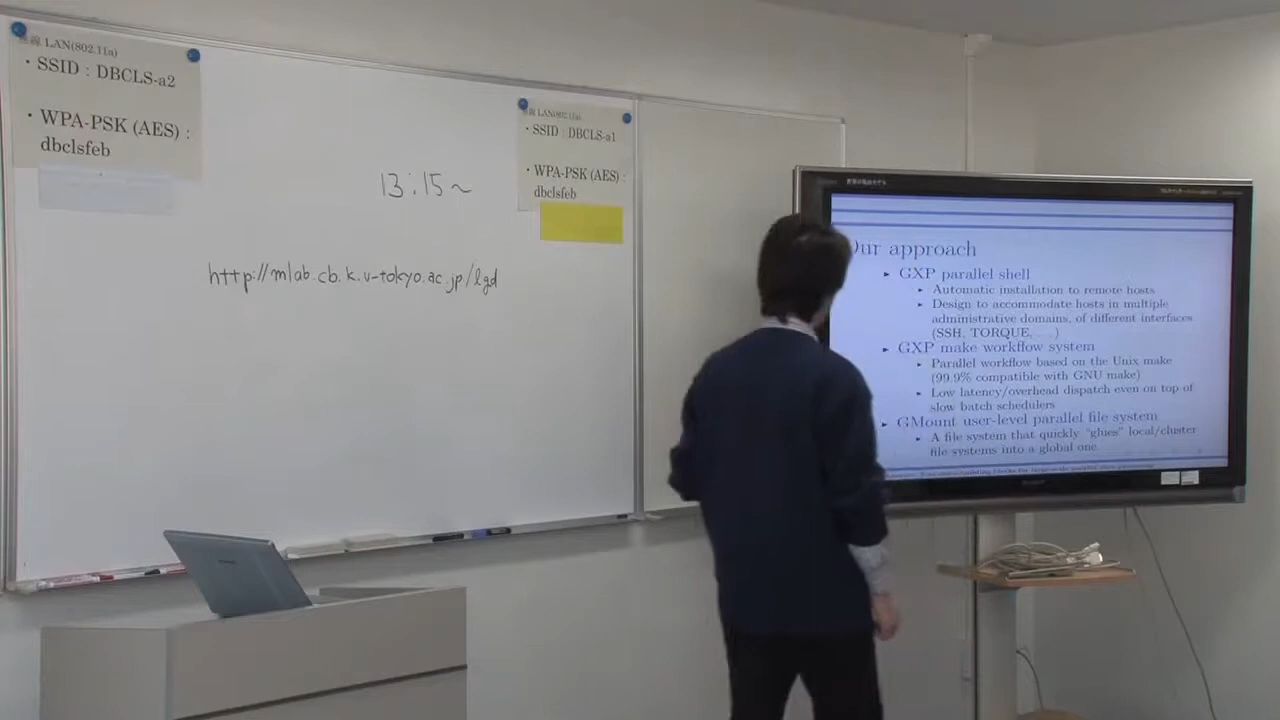 LAN(802.11a)
・SSID : DBCLS-a2
・WPA-PSK (AES) :
dbclsfeb
・SSID : DBCLS-a1
・WPA-PSK (AES) :
dbclsfeb
13:15〜
http://mlab.cb.k.u-tokyo.ac.jp/lgd
Our approach
▸ GXP parallel shell
▸ Automatic installation to remote hosts
▸ Design to accommodate hosts in multiple
administrative domains, of different interfaces
(SSH, TORQUE, ...)
▸ GXP make workflow system
▸ Parallel workflow based on the Unix make
(99.9% compatible with GNU make)
▸ Low latency/overhead dispatch even on top of
slow batch schedulers
▸ GMount user-level parallel file system
▸ A file system that quickly "glues" local/cluster
file systems into a global one